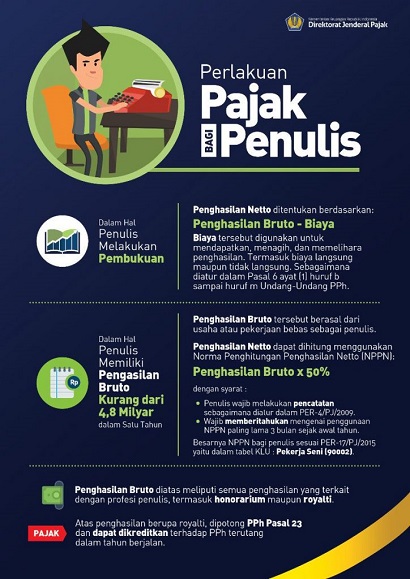 Kementerian Keuangan Republik Indonesia
Direktorat Jenderal Pajak
Perlakuan
Pajak
BAGI
Penulis
Dalam Hal
Penulis
Melakukan
Pembukuan
Penghasilan Netto ditentukan berdasarkan:
Penghasilan Bruto - Biaya
Biaya tersebut digunakan untuk
mendapatkan, menagih, dan memelihara
penghasilan. Termasuk biaya langsung
maupun tidak langsung. Sebagaimana
diatur dalam Pasal 6 ayat (1) huruf b
sampai huruf m Undang-Undang PPh.
Rp
Dalam Hal
Penulis
Memiliki
Pengasilan
Bruto
Kurang dari
4,8 Milyar
dalam Satu Tahun
Penghasilan Bruto tersebut berasal dari
usaha atau pekerjaan bebas sebagai penulis.
Penghasilan Netto dapat dihitung menggunakan
Norma Penghitungan Penghasilan Netto (NPPN):
Penghasilan Bruto x 50%
dengan syarat :
• Penulis wajib melakukan pencatatan
sebagaimana diatur dalam PER-4/PJ/2009.
• Wajib memberitahukan mengenai penggunaan
NPPN paling lama 3 bulan sejak awal tahun.
Besarnya NPPN bagi penulis sesuai PER-17/PJ/2015
yaitu dalam tabel KLU : Pekerja Seni (90002).
Penghasilan Bruto diatas meliputi semua penghasilan yang terkait
dengan profesi penulis, termasuk honorarium maupun royalti.
PAJAK
Atas penghasilan berupa royalti, dipotong PPh Pasal 23
dan dapat dikreditkan terhadap PPh terutang
dalam tahun berjalan.